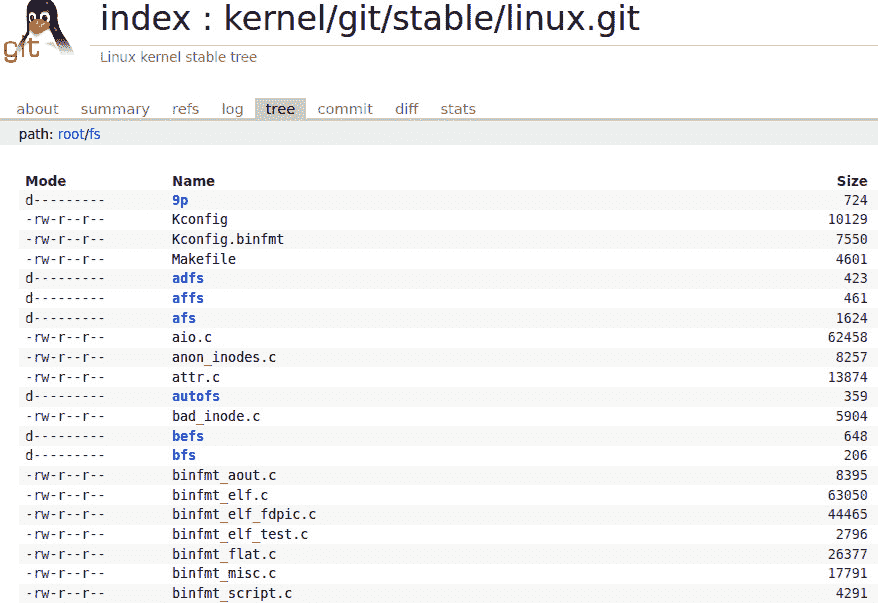 index : kernel/git/stable/linux.git
git
Linux kernel stable tree
about summary refs log tree commit diff stats
path: root/fs
Mode Name Size
d--------- 9p 724
-rw-r--r-- Kconfig 10129
-rw-r--r-- Kconfig.binfmt 7550
-rw-r--r-- Makefile 4601
d--------- adfs 423
d--------- affs 461
d--------- afs 1624
-rw-r--r-- aio.c 62458
-rw-r--r-- anon_inodes.c 8257
-rw-r--r-- attr.c 13874
d--------- autofs 359
-rw-r--r-- bad_inode.c 5904
d--------- befs 648
d--------- bfs 206
-rw-r--r-- binfmt_aout.c 8395
-rw-r--r-- binfmt_elf.c 63050
-rw-r--r-- binfmt_elf_fdpic.c 44465
-rw-r--r-- binfmt_elf_test.c 2796
-rw-r--r-- binfmt_flat.c 26377
-rw-r--r-- binfmt_misc.c 17791
-rw-r--r-- binfmt_script.c 4291